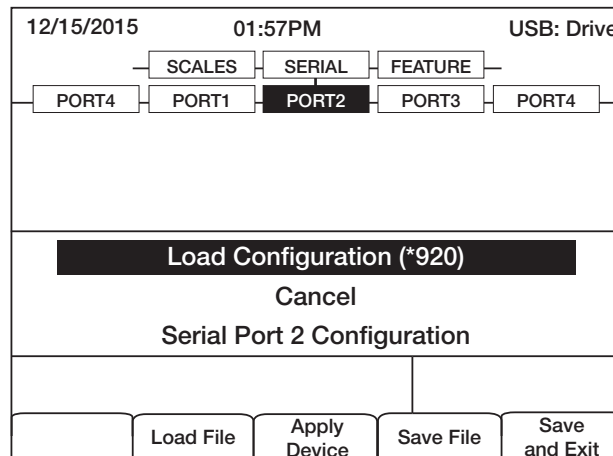 12/15/2015 01:57PM USB: Drive
SCALES SERIAL FEATURE
PORT4 PORT1 PORT2 PORT3 PORT4
Load Configuration (*920)
Cancel
Serial Port 2 Configuration
Load File Apply Device Save File Save and Exit